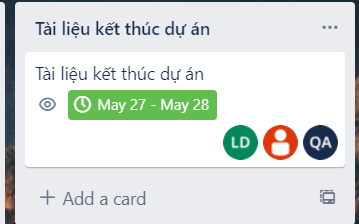 Tài liệu kết thúc dự án
Tài liệu kết thúc dự án
May 27 - May 28
LD QA
Add a card